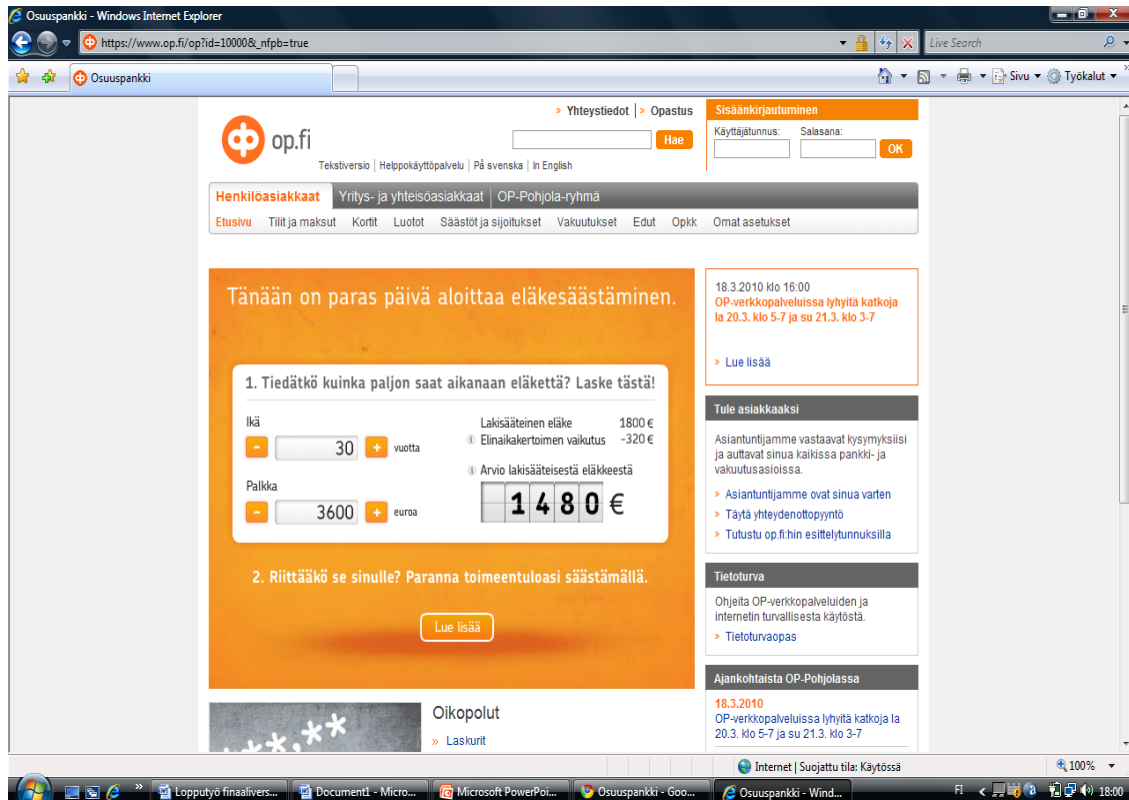 Osuuspankki - Windows Internet Explorer
https://www.op.fi/op?id=10000&_nfpb=true
Live Search
Osuuspankki
Sivu
Työkalut
» Yhteystiedot | » Opastus
op.fi
Hae
Tekstiversio | Helppokäyttöpalvelu | På svenska | In English
Sisäänkirjautuminen
Käyttäjätunnus: Salasana:
OK
Henkilöasiakkaat Yritys- ja yhteisöasiakkaat | OP-Pohjola-ryhmä
Etusivu Tilit ja maksut Kortit Luotot Säästöt ja sijoitukset Vakuutukset Edut Opkk Omat asetukset
Tänään on paras päivä aloittaa eläkesäästäminen.
1. Tiedätkö kuinka paljon saat aikanaan eläkettä? Laske tästä!
Ikä
- 30 + vuotta
Palkka
- 3600 + euroa
Lakisääteinen eläke 1800 €
Elinaikakertoimen vaikutus -320 €
Arvio lakisääteisestä eläkkeestä
1480 €
2. Riittääkö se sinulle? Paranna toimeentuloasi säästämällä.
Lue lisää
Oikopolut
» Laskurit
18.3.2010 klo 16:00
OP-verkkopalveluissa lyhyitä katkoja
la 20.3. klo 5-7 ja su 21.3. klo 3-7
» Lue lisää
Tule asiakkaaksi
Asiantuntijamme vastaavat kysymyksiisi
ja auttavat sinua kaikissa pankki- ja
vakuutusasioissa.
» Asiantuntijamme ovat sinua varten
» Täytä yhteydenottopyyntö
» Tutustu op.fi:hin esittelytunnuksilla
Tietoturva
Ohjeita OP-verkkopalveluiden ja
internetin turvallisesta käytöstä.
» Tietoturvaopas
Ajankohtaista OP-Pohjolassa
18.3.2010
OP-verkkopalveluissa lyhyitä katkoja la
20.3. klo 5-7 ja su 21.3. klo 3-7
Internet | Suojattu tila: Käytössä
100%
Lopputyö finaalivers...
Document1 - Micro...
Microsoft PowerPoi...
Osuuspankki - Goo...
Osuuspankki - Wind...
FI
18:00